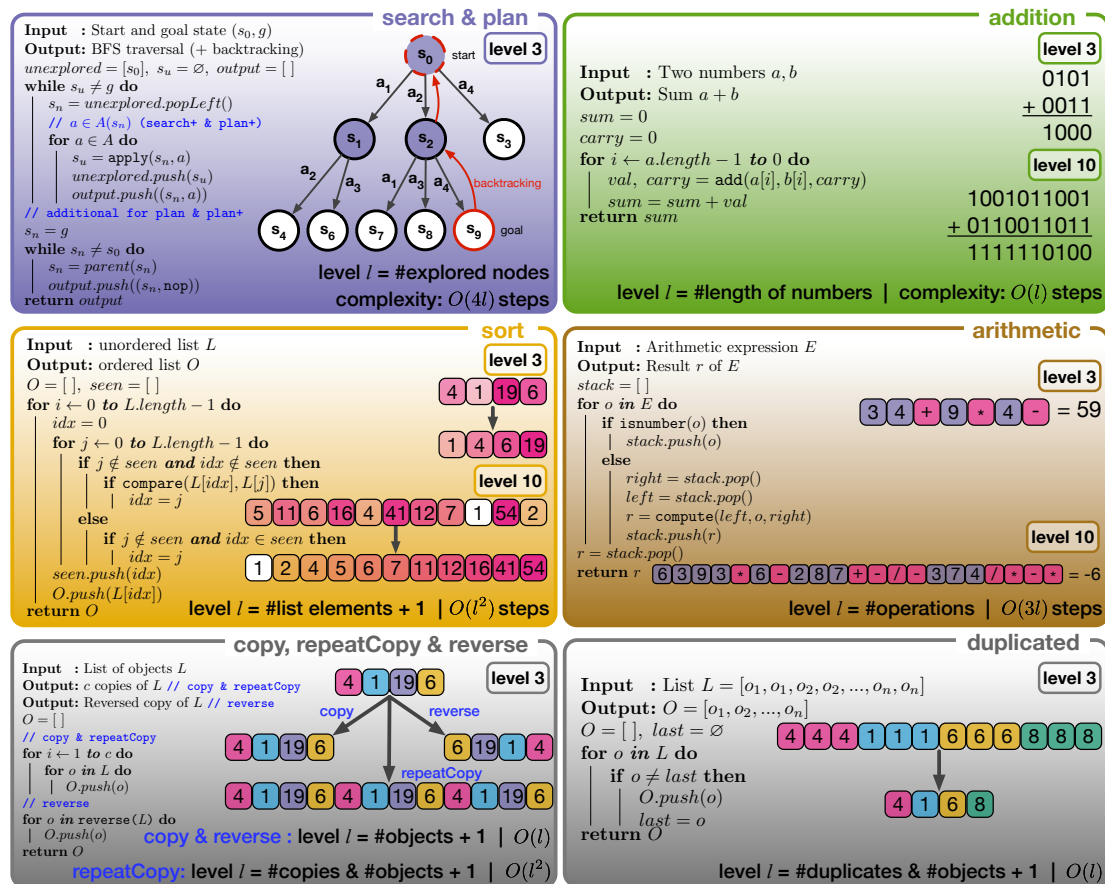 search & plan
Input : Start and goal state (s₀, g)
Output: BFS traversal (+ backtracking)
unexplored = [s₀], sᵤ = ∅, output = [ ]
while sᵤ ≠ g do
sₙ = unexplored.popLeft()
// a ∈ A(sₙ) (search+ & plan+)
for a ∈ A do
sᵤ = apply(sₙ, a)
unexplored.push(sᵤ)
output.push((sₙ, a))
// additional for plan & plan+
sₙ = g
while sₙ ≠ s₀ do
sₙ = parent(sₙ)
output.push((sₙ, nop))
return output
level 3
s₀ start
a₁ a₂ a₄
s₁ s₂ s₃
a₂ a₃ a₁ a₃ a₄ backtracking
s₄ s₆ s₇ s₈ s₉ goal
level l = #explored nodes
complexity: O(4l) steps
addition
Input : Two numbers a, b
Output: Sum a + b
sum = 0
carry = 0
for i ← a.length − 1 to 0 do
val, carry = add(a[i], b[i], carry)
sum = sum + val
return sum
level 3
0101
+ 0011
1000
level 10
1001011001
+ 0110011011
1111110100
level l = #length of numbers | complexity: O(l) steps
sort
Input : unordered list L
Output: ordered list O
O = [ ], seen = [ ]
for i ← 0 to L.length − 1 do
idx = 0
for j ← 0 to L.length − 1 do
if j ∉ seen and idx ∉ seen then
if compare(L[idx], L[j]) then
idx = j
else
if j ∉ seen and idx ∈ seen then
idx = j
seen.push(idx)
O.push(L[idx])
return O
level 3
4 1 19 6
1 4 6 19
level 10
5 11 6 16 4 41 12 7 1 54 2
1 2 4 5 6 7 11 12 16 41 54
level l = #list elements + 1 | O(l²) steps
arithmetic
Input : Arithmetic expression E
Output: Result r of E
stack = [ ]
for o in E do
if isnumber(o) then
stack.push(o)
else
right = stack.pop()
left = stack.pop()
r = compute(left, o, right)
stack.push(r)
r = stack.pop()
return r
level 3
3 4 + 9 * 4 - = 59
level 10
6 3 9 3 * 6 - 2 8 7 + - / - 3 7 4 / * - * = -6
level l = #operations | O(3l) steps
copy, repeatCopy & reverse
Input : List of objects L
Output: c copies of L // copy & repeatCopy
Output: Reversed copy of L // reverse
O = [ ]
// copy & repeatCopy
for i ← 1 to c do
for o in L do
O.push(o)
// reverse
for o in reverse(L) do
O.push(o)
return O
level 3
4 1 19 6
copy reverse
4 1 19 6 6 19 1 4
repeatCopy
4 1 19 6 4 1 19 6 4 1 19 6
copy & reverse : level l = #objects + 1 | O(l)
repeatCopy: level l = #copies & #objects + 1 | O(l²)
duplicated
Input : List L = [o₁, o₁, o₂, o₂, ..., oₙ, oₙ]
Output: O = [o₁, o₂, ..., oₙ]
O = [ ], last = ∅
for o in L do
if o ≠ last then
O.push(o)
last = o
return O
level 3
4 4 4 1 1 1 6 6 6 8 8 8
4 1 6 8
level l = #duplicates & #objects + 1 | O(l)